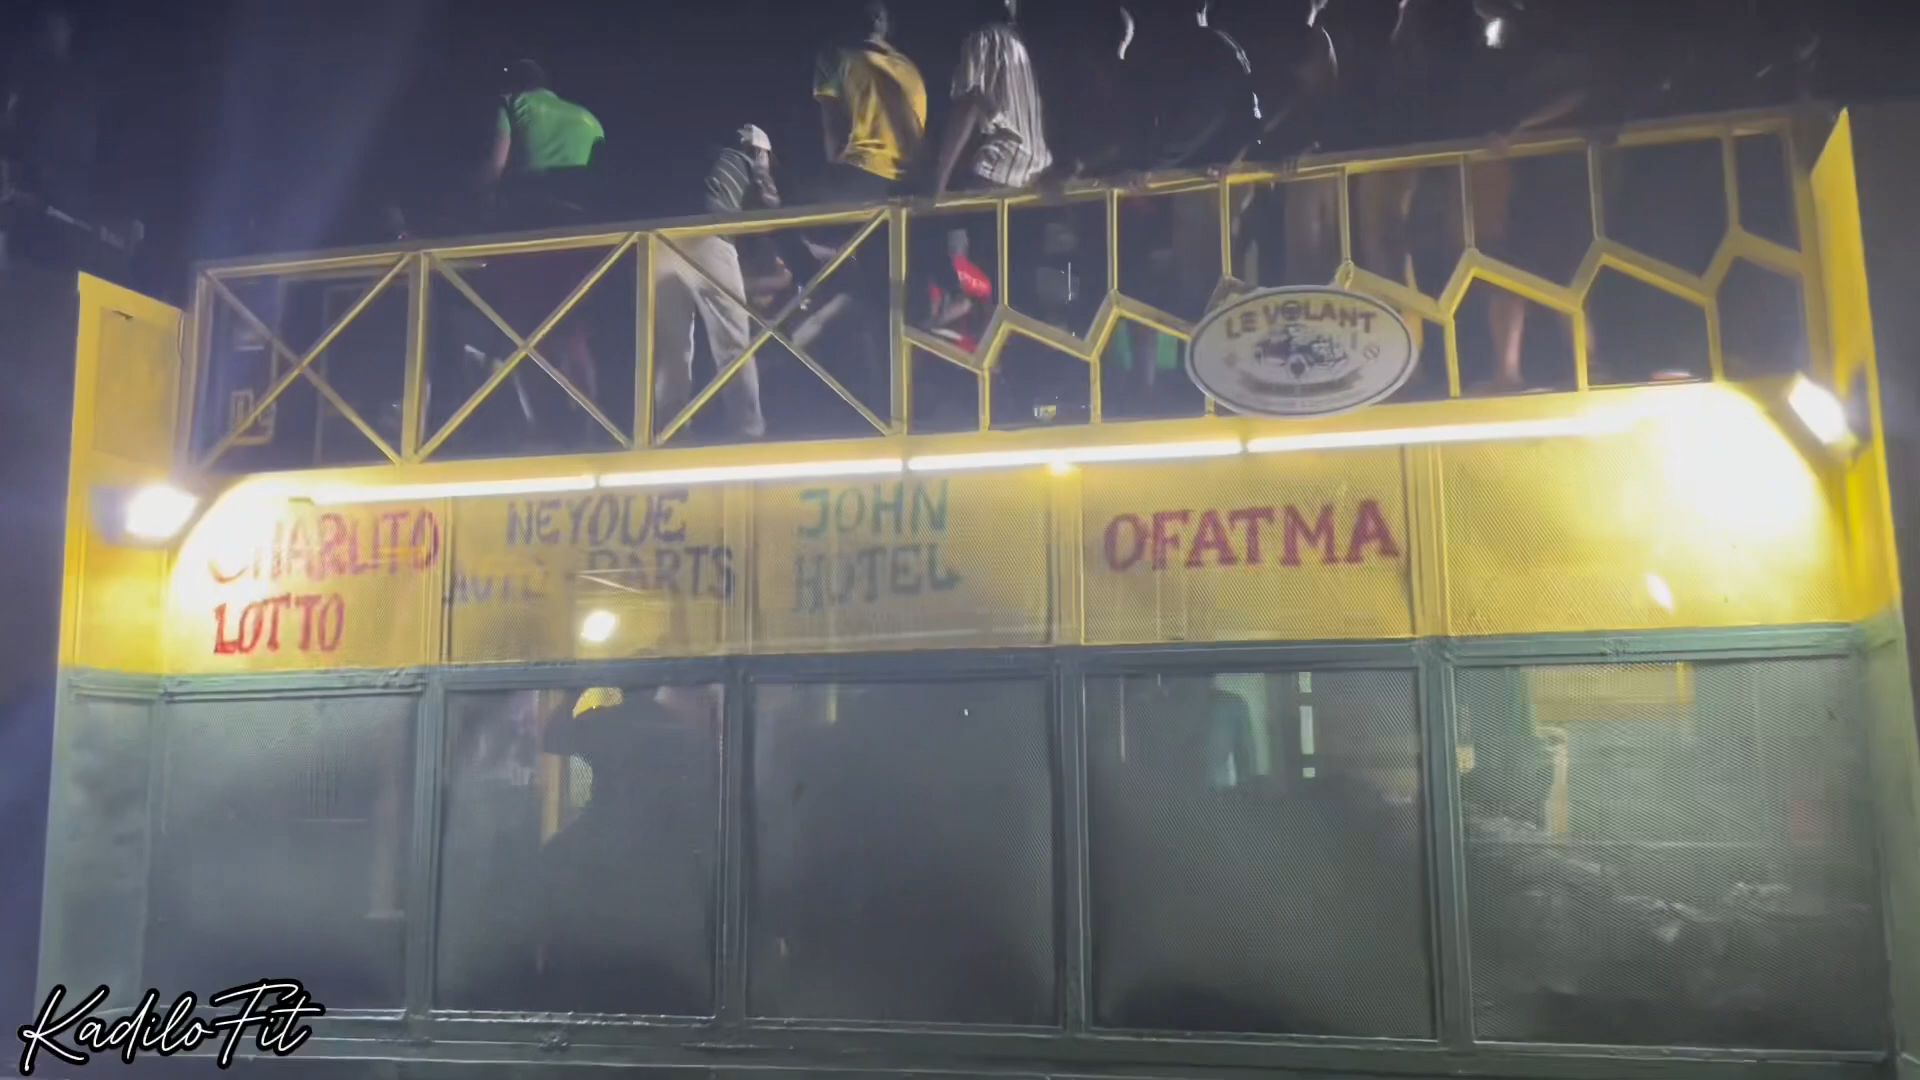 LE VOLANT
CHARLITO
LOTTO
NEYOUE
AUTO - PARTS
JOHN
HOTEL
OFATMA
KadiloFit